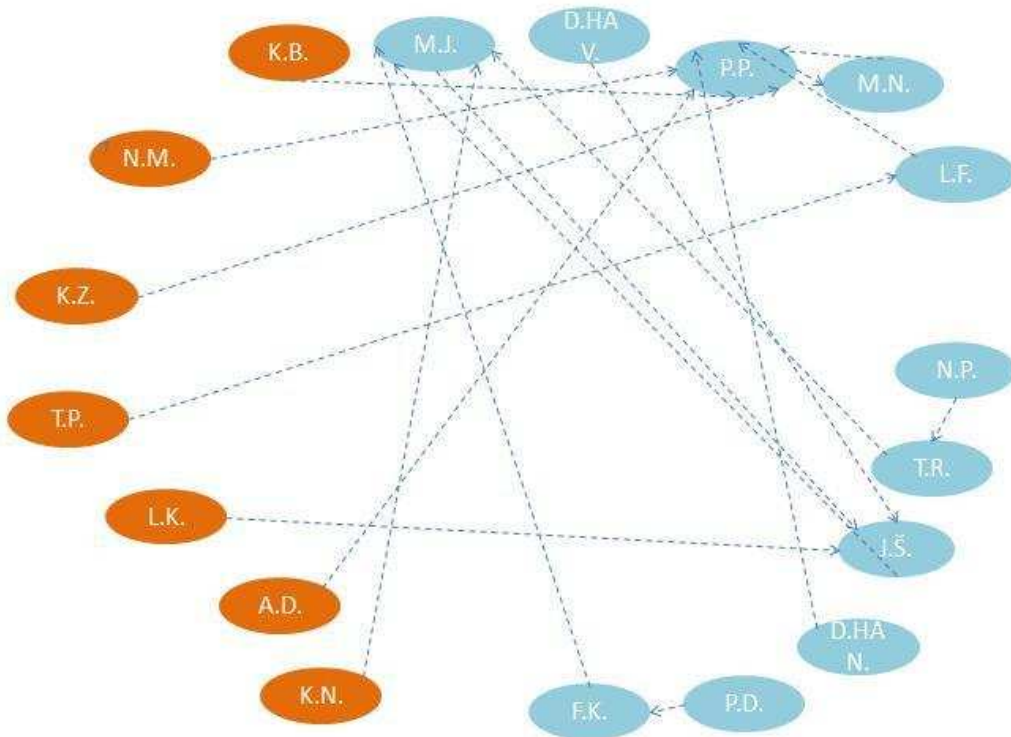 K.B.
M.J.
D.HA
V.
P.P.
M.N.
N.M.
L.F.
K.Z.
N.P.
T.P.
T.R.
L.K.
J.Š.
A.D.
D.HA
N.
K.N.
F.K.
P.D.